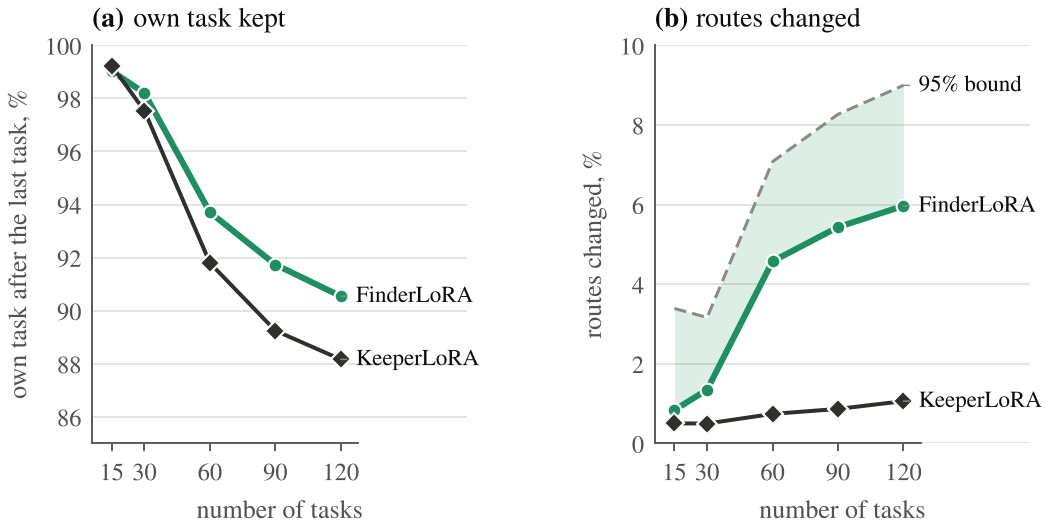 (a) own task kept
own task after the last task, %
100
98
96
94
92
90
88
86
FinderLoRA
KeeperLoRA
15 30 60 90 120
number of tasks
(b) routes changed
routes changed, %
10
8
6
4
2
0
95% bound
FinderLoRA
KeeperLoRA
15 30 60 90 120
number of tasks